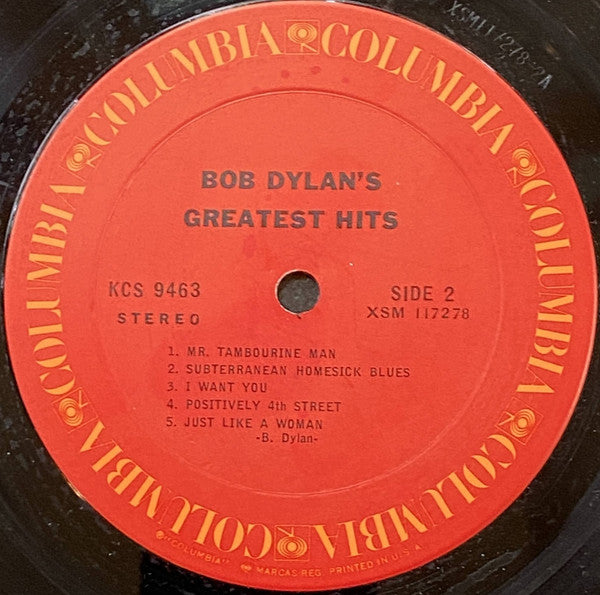 COLUMBIA COLUMBIA COLUMBIA COLUMBIA COLUMBIA COLUMBIA COLUMBIA
BOB DYLAN'S
GREATEST HITS
KCS 9463
STEREO
SIDE 2
XSM 117278
1. MR. TAMBOURINE MAN
2. SUBTERRANEAN HOMESICK BLUES
3. I WANT YOU
4. POSITIVELY 4th STREET
5. JUST LIKE A WOMAN
-B. Dylan-
"COLUMBIA" MARCAS REG. PRINTED IN U.S.A.